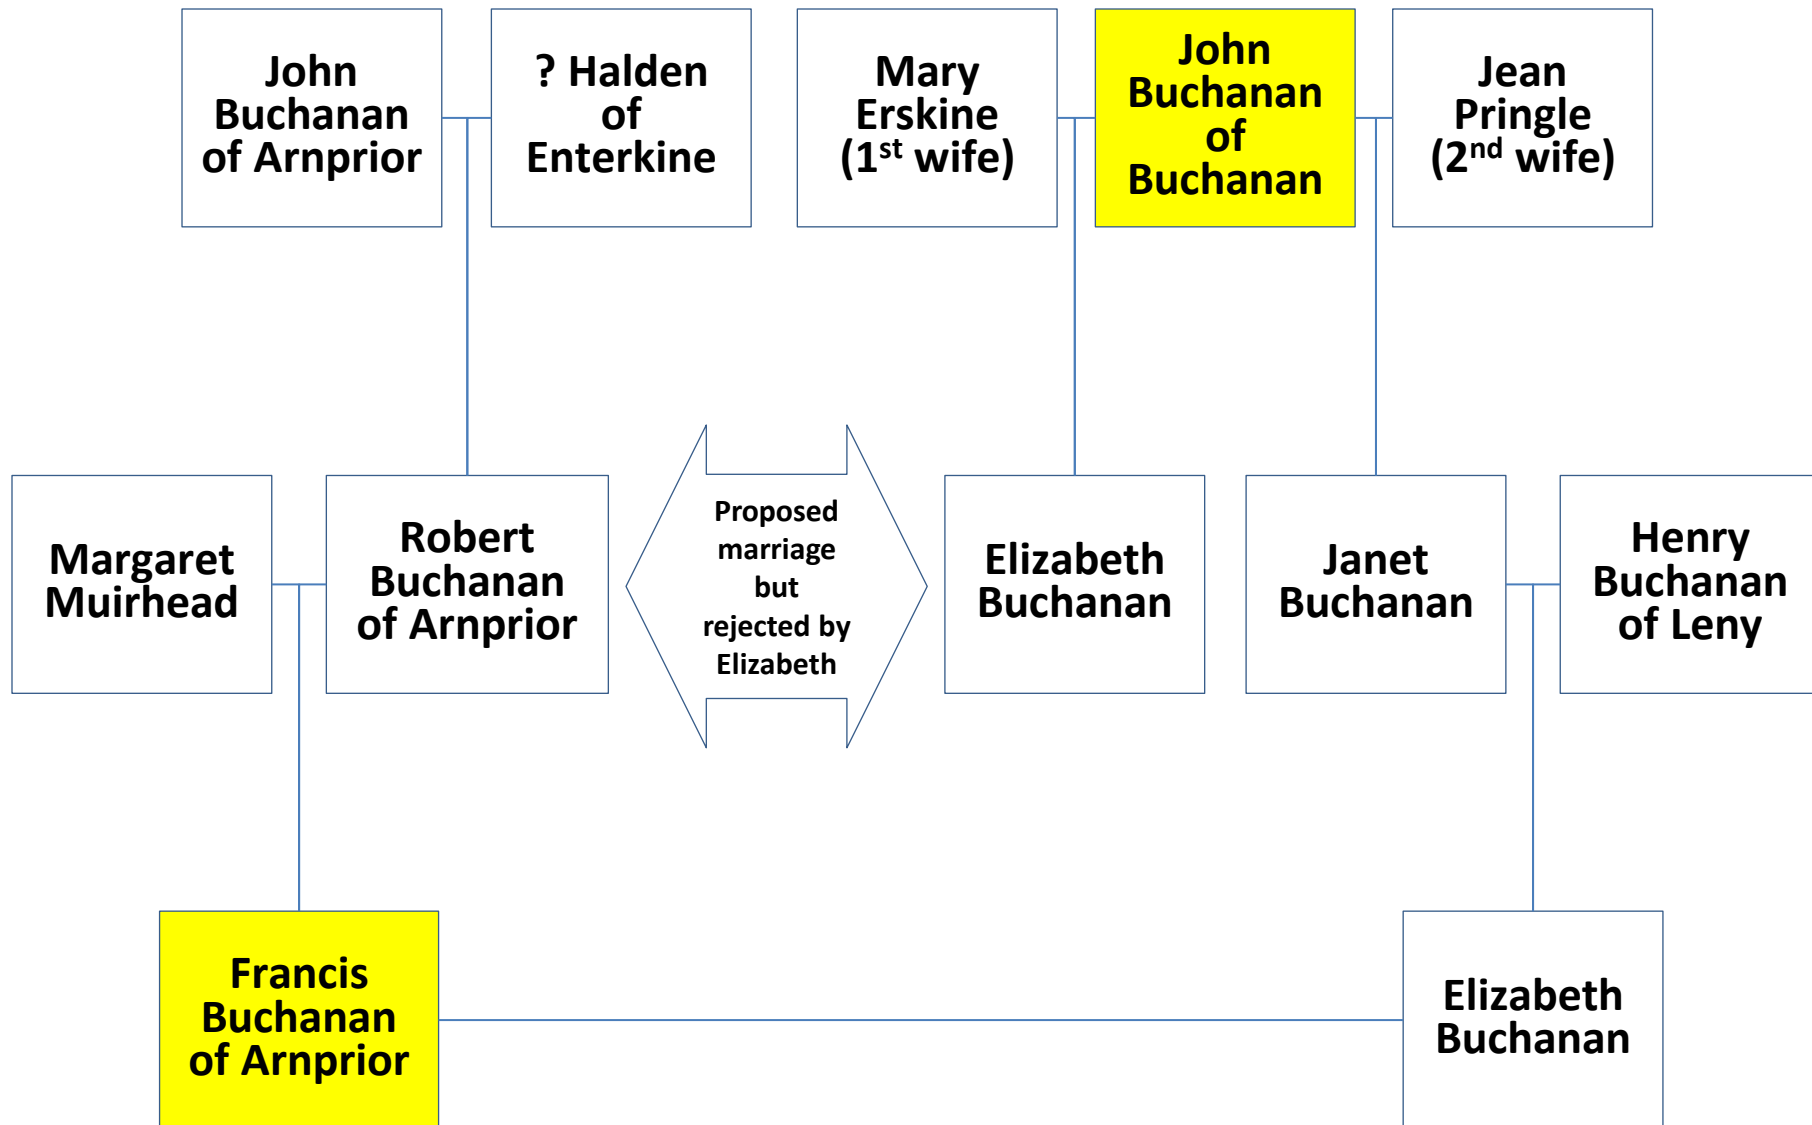 John
Buchanan
of Arnprior
? Halden
of
Enterkine
Mary
Erskine
(1st wife)
John
Buchanan
of
Buchanan
Jean
Pringle
(2nd wife)
Margaret
Muirhead
Robert
Buchanan
of Arnprior
Proposed
marriage
but
rejected by
Elizabeth
Elizabeth
Buchanan
Janet
Buchanan
Henry
Buchanan
of Leny
Francis
Buchanan
of Arnprior
Elizabeth
Buchanan